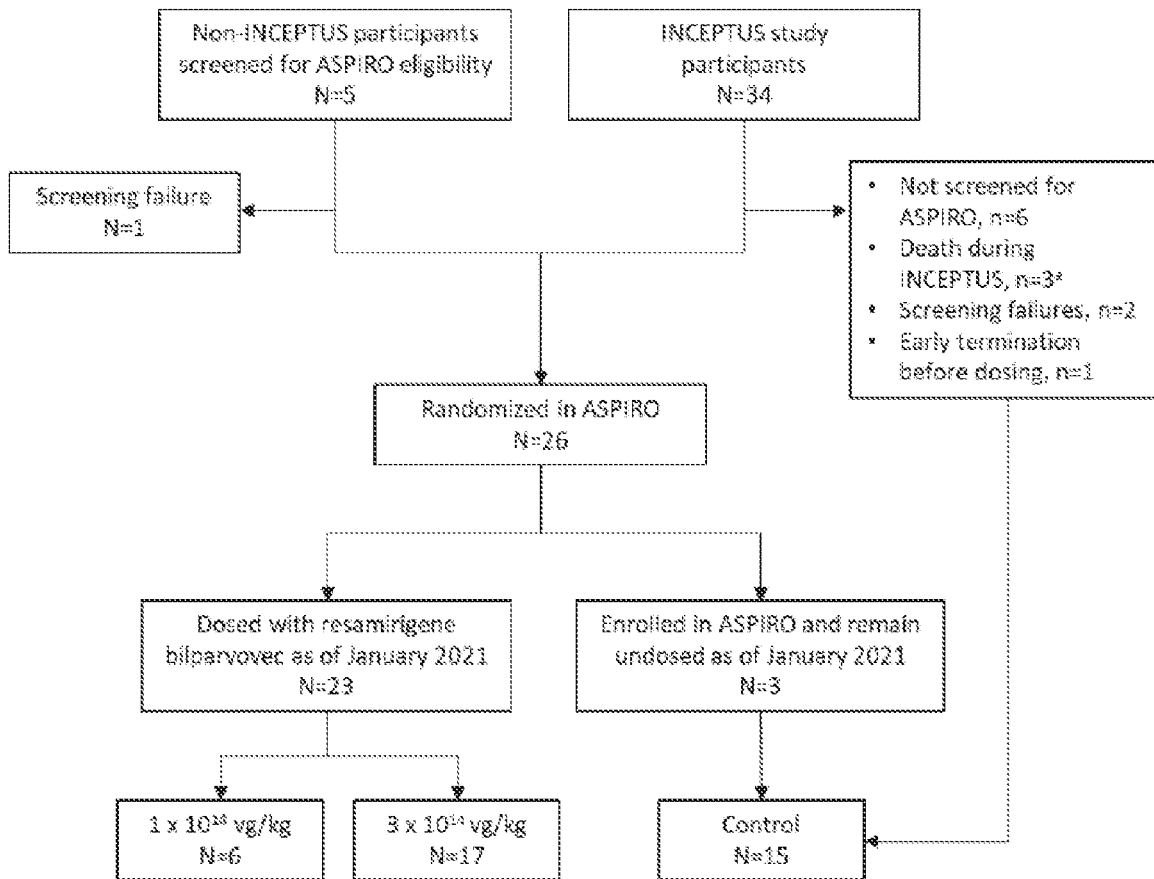 Non-INCEPTUS participants
screened for ASPIRO eligibility
N=5
INCEPTUS study
participants
N=34
Screening failure
N=1
• Not screened for
ASPIRO, n=6
• Death during
INCEPTUS, n=3*
• Screening failures, n=2
• Early termination
before dosing, n=1
Randomized in ASPIRO
N=26
Dosed with resamirigene
bilparvovec as of January 2021
N=23
Enrolled in ASPIRO and remain
undosed as of January 2021
N=3
1 x vg/kg
N=6
3 x 10¹⁴ vg/kg
N=17
Control
N=15